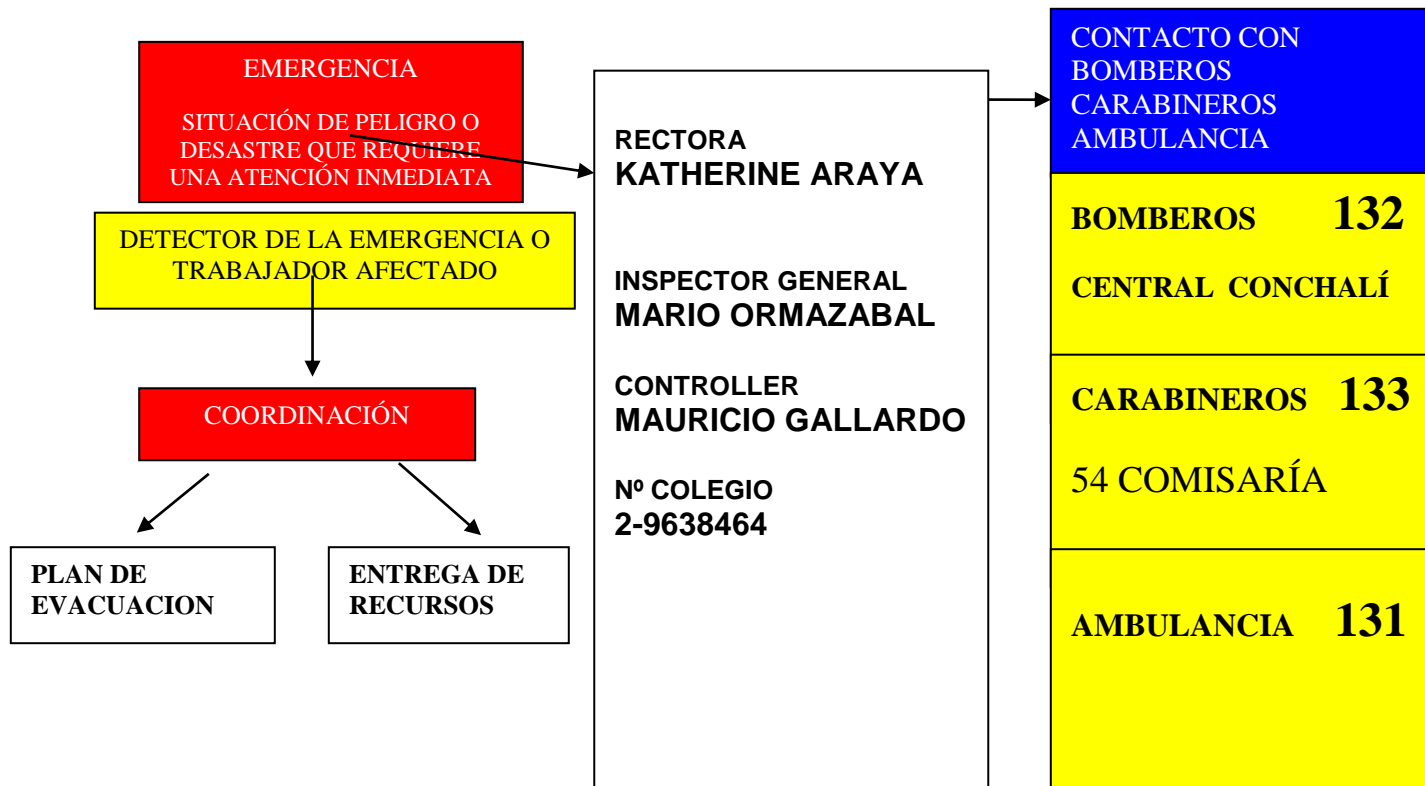 EMERGENCIA
SITUACIÓN DE PELIGRO O
DESASTRE QUE REQUIERE
UNA ATENCIÓN INMEDIATA
DETECTOR DE LA EMERGENCIA O
TRABAJADOR AFECTADO
COORDINACIÓN
PLAN DE
EVACUACION
ENTREGA DE
RECURSOS
RECTORA
KATHERINE ARAYA
INSPECTOR GENERAL
MARIO ORMAZABAL
CONTROLLER
MAURICIO GALLARDO
Nº COLEGIO
2-9638464
CONTACTO CON
BOMBEROS
CARABINEROS
AMBULANCIA
BOMBEROS 132
CENTRAL CONCHALÍ
CARABINEROS 133
54 COMISARÍA
AMBULANCIA 131